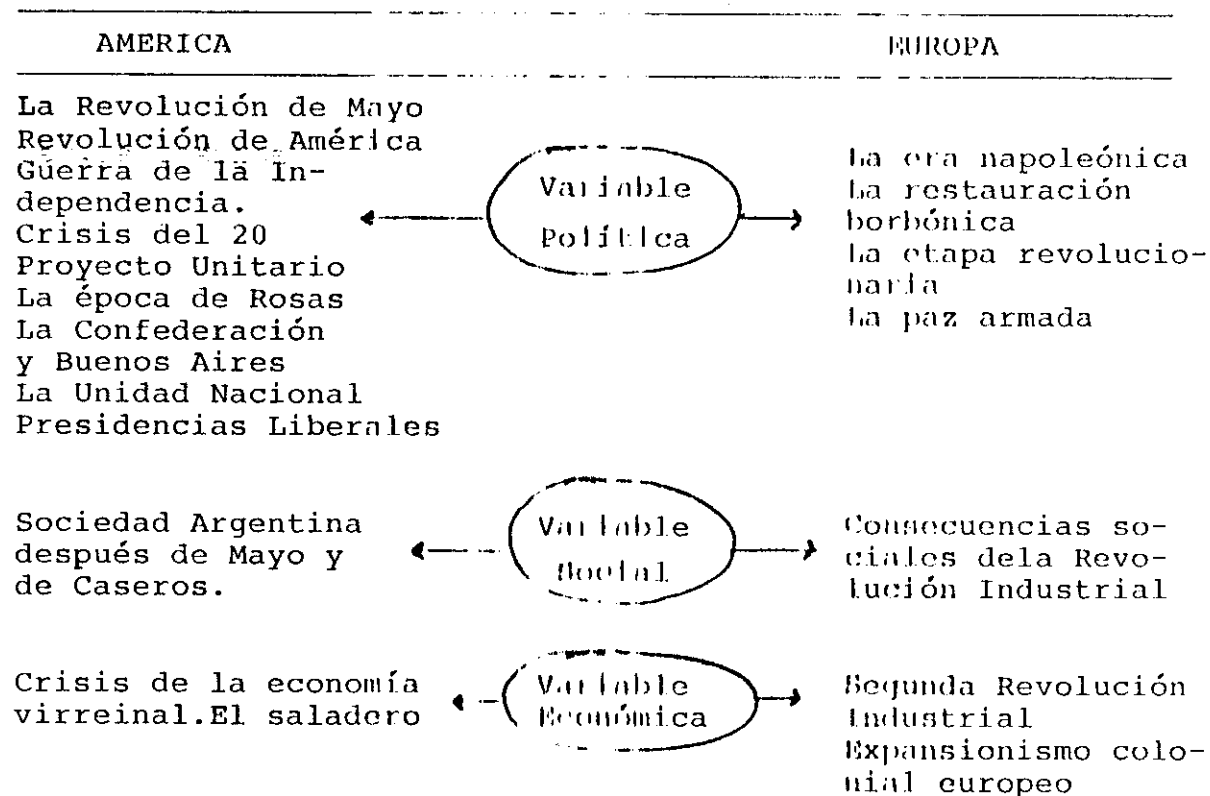 AMERICA EUROPA
La Revolución de Mayo
Revolución de América
Guerra de la In-
dependencia.
Crisis del 20
Proyecto Unitario
La época de Rosas
La Confederación
y Buenos Aires
La Unidad Nacional
Presidencias Liberales
Variable
Política
La era napoleónica
La restauración
borbónica
La etapa revolucio-
naria
La paz armada
Sociedad Argentina
después de Mayo y
de Caseros.
Variable
Social
Consecuencias so-
ciales dela Revo-
lución Industrial
Crisis de la economía
virreinal.El saladero
Variable
Económica
Segunda Revolución
Industrial
Expansionismo colo-
nial europeo